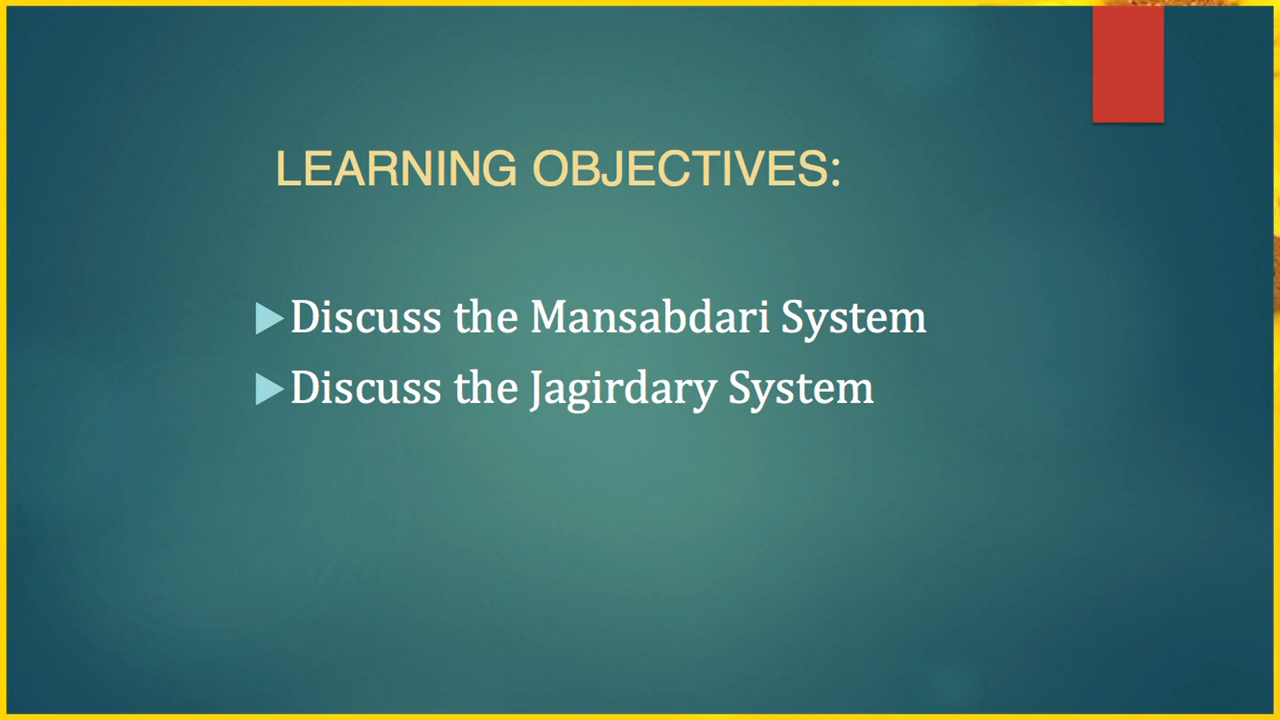 LEARNING OBJECTIVES:
Discuss the Mansabdari System
Discuss the Jagirdary System